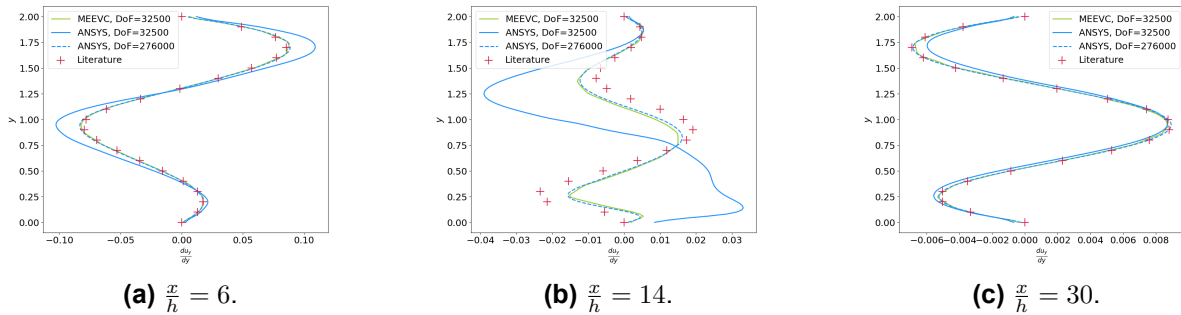 2.00
1.75
1.50
1.25
1.00
0.75
0.50
0.25
0.00
y
MEEVC, DoF=32500
ANSYS, DoF=32500
ANSYS, DoF=276000
Literature
−0.10 −0.05 0.00 0.05 0.10
du_y/dy
(a) x/h = 6.
2.00
1.75
1.50
1.25
1.00
0.75
0.50
0.25
0.00
y
MEEVC, DoF=32500
ANSYS, DoF=32500
ANSYS, DoF=276000
Literature
−0.04 −0.03 −0.02 −0.01 0.00 0.01 0.02 0.03
du_y/dy
(b) x/h = 14.
2.00
1.75
1.50
1.25
1.00
0.75
0.50
0.25
0.00
y
MEEVC, DoF=32500
ANSYS, DoF=32500
ANSYS, DoF=276000
Literature
−0.006 −0.004 −0.002 0.000 0.002 0.004 0.006 0.008
du_y/dy
(c) x/h = 30.